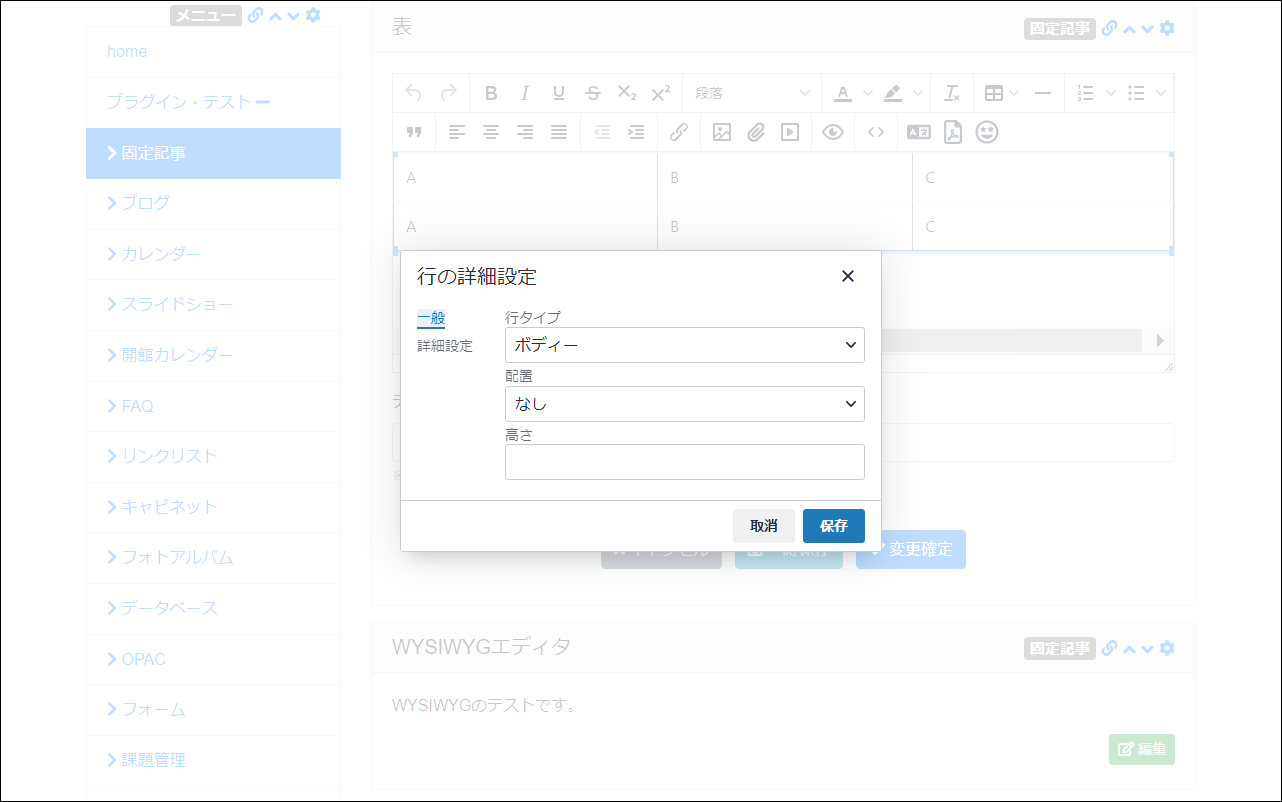 メニュー
home
プラグイン・テスト
固定記事
ブログ
カレンダー
スライドショー
開館カレンダー
FAQ
リンクリスト
キャビネット
フォトアルバム
データベース
OPAC
フォーム
課題管理
表
固定記事
B I U S X₂ X² 段落 A
A B C
A B C
行の詳細設定
一般
詳細設定
行タイプ
ボディー
配置
なし
高さ
取消 保存
変更確定
WYSIWYGエディタ
固定記事
WYSIWYGのテストです。
編集